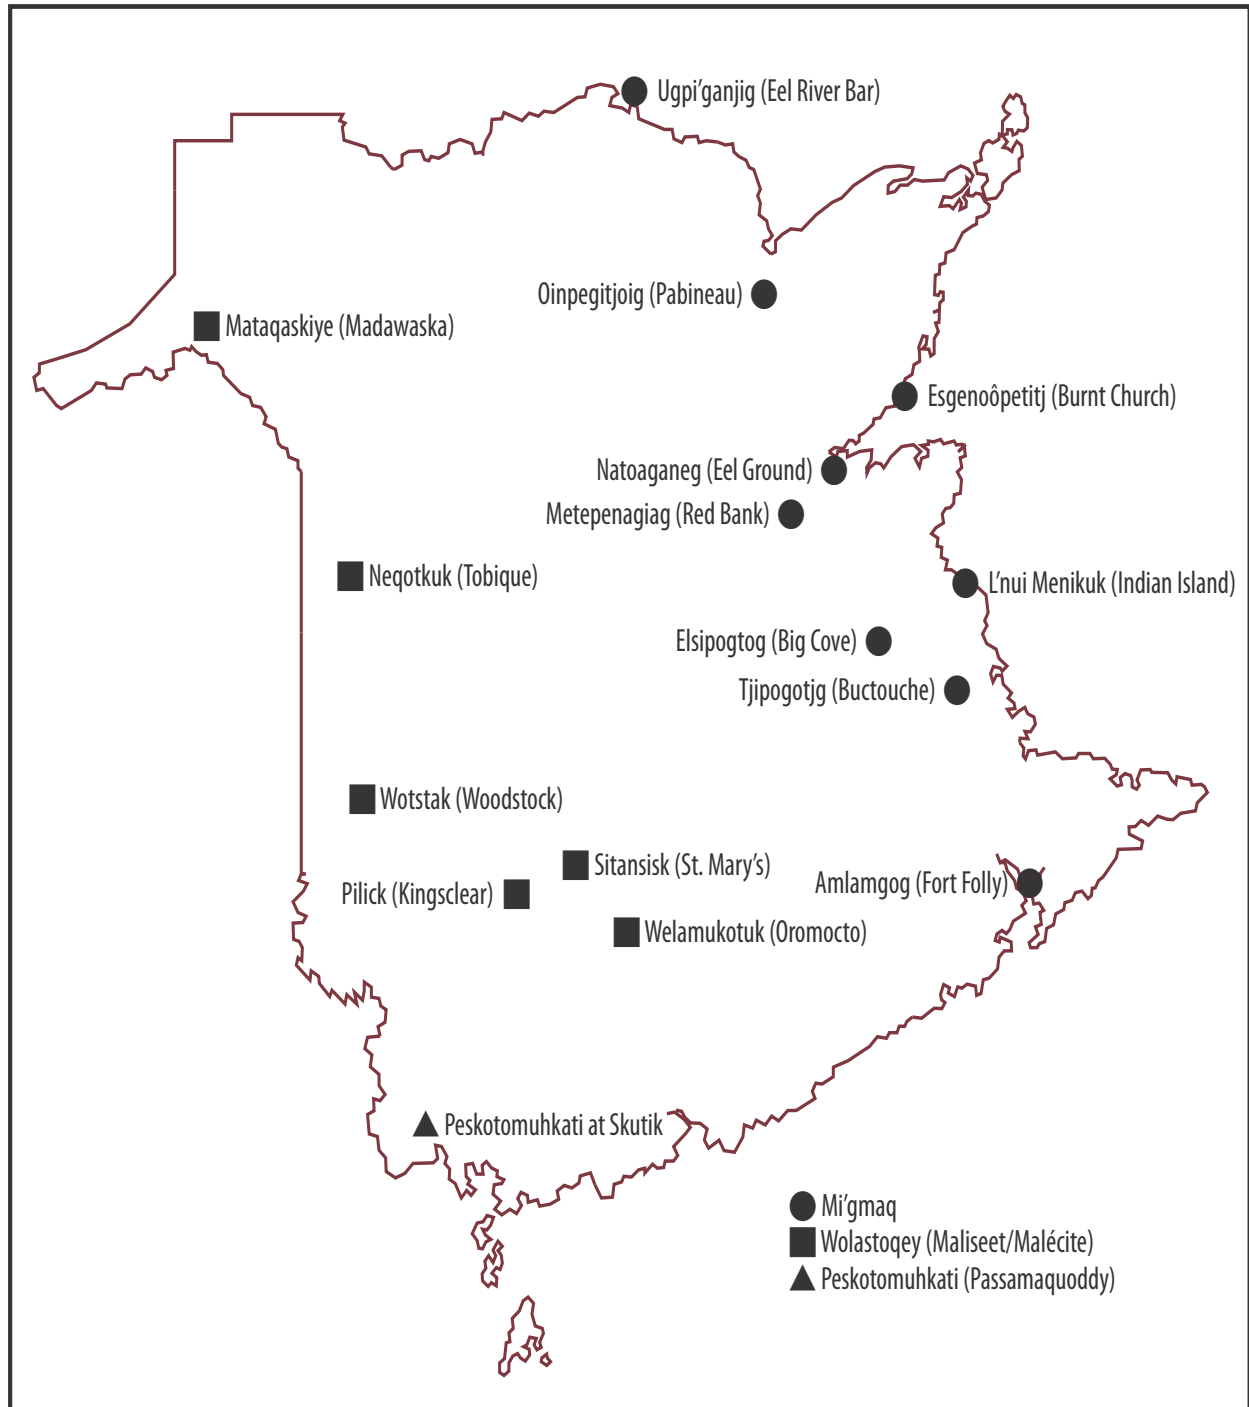 Ugpi’ganjig (Eel River Bar)
Oinpegitjoig (Pabineau)
Mataqaskiye (Madawaska)
Esgenoôpetitj (Burnt Church)
Natoaganeg (Eel Ground)
Metepenagiag (Red Bank)
Neqotkuk (Tobique)
L’nui Menikuk (Indian Island)
Elsipogtog (Big Cove)
Tjipogotjg (Buctouche)
Wotstak (Woodstock)
Sitansisk (St. Mary’s)
Pilick (Kingsclear)
Amlamgog (Fort Folly)
Welamukotuk (Oromocto)
Peskotomuhkati at Skutik
Mi’gmaq
Wolastoqey (Maliseet/Malécite)
Peskotomuhkati (Passamaquoddy)